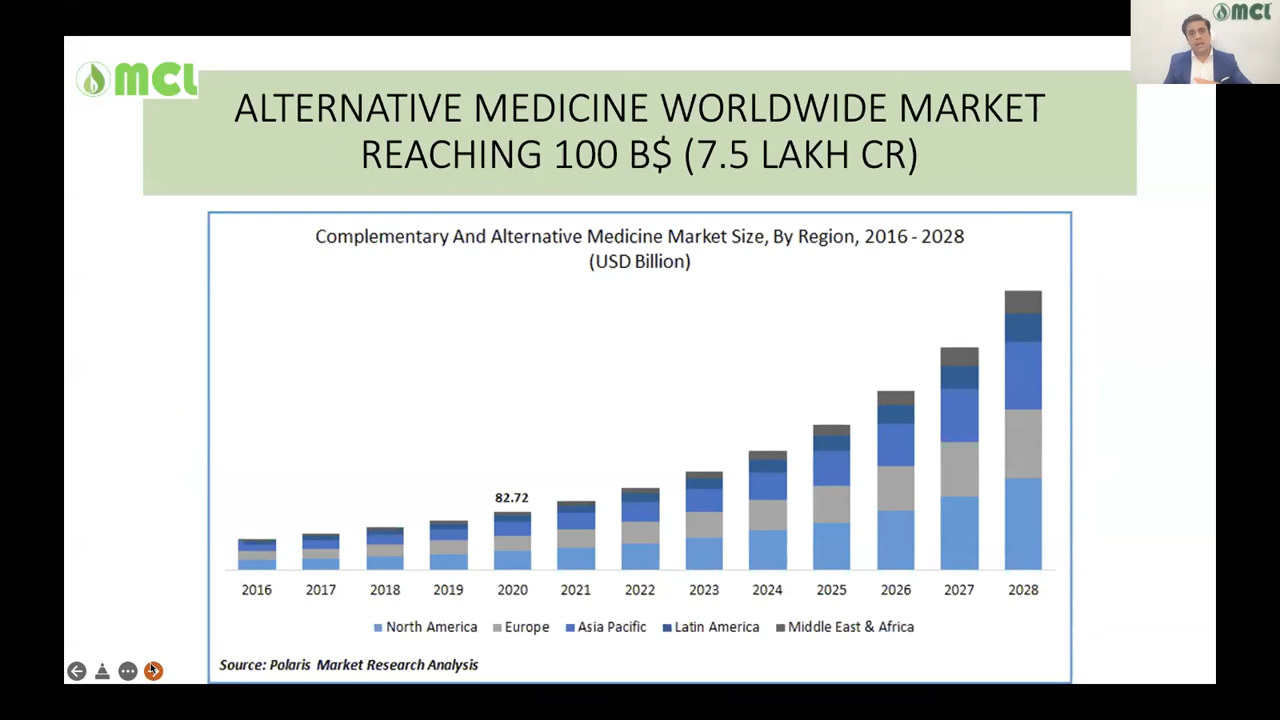 MCL
MCL
ALTERNATIVE MEDICINE WORLDWIDE MARKET
REACHING 100 B$ (7.5 LAKH CR)
Complementary And Alternative Medicine Market Size, By Region, 2016 - 2028
(USD Billion)
82.72
2016 2017 2018 2019 2020 2021 2022 2023 2024 2025 2026 2027 2028
North America Europe Asia Pacific Latin America Middle East & Africa
Source: Polaris Market Research Analysis